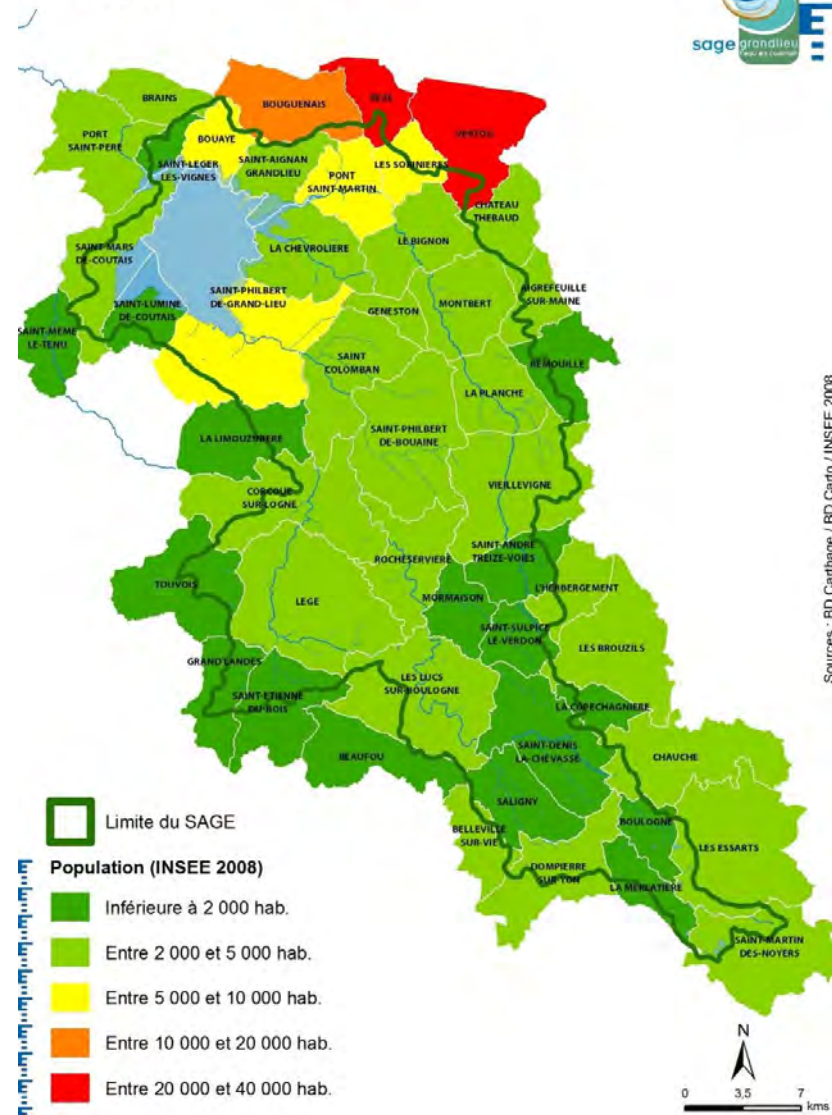 sage grandlieu
BRAINS
BOUGUENAIS
REZE
VERTOU
PORT
SAINT-PERE
BOUAYE
SAINT-LEGER
LES-VIGNES
SAINT-AIGNAN
GRANDLIEU
PONT
SAINT-MARTIN
LES SORINIERES
CHATEAU
THEBAUD
SAINT-MARS
DE-COUTAIS
LA CHEVROLIERE
LE BIGNON
AIGREFEUILLE
SUR-MAINE
SAINT-LUMINE
DE-COUTAIS
SAINT-PHILBERT
DE-GRAND-LIEU
GENESTON
MONTBERT
SAINT-MEME
LE-TENU
SAINT
COLOMBAN
REMOUILLE
LA PLANCHE
LA LIMOUZINIERE
SAINT-PHILBERT
DE-BOUAINE
CORCOUE
SUR-LOGNE
VIEILLEVIGNE
SAINT-ANDRE
TREIZE-VOIES
TOUVOIS
ROCHESERVIERE
L'HERBERGEMENT
LEGE
MORMAISON
SAINT-SULPICE
LE-VERDON
LES BROUZILS
GRAND'LANDES
SAINT-ETIENNE
DU-BOIS
LES LUCS
SUR-BOULOGNE
LA COPECHAGNIERE
BEAUFOU
SAINT-DENIS
LA-CHEVASSE
CHAUCHE
SALIGNY
BELLEVILLE
SUR-VIE
BOULOGNE
LES ESSARTS
DOMPIERRE
SUR-YON
LA MERLATIERE
SAINT-MARTIN
DES-NOYERS
Sources : BD Carthage / BD Carto / INSEE 2008
Limite du SAGE
Population (INSEE 2008)
Inférieure à 2 000 hab.
Entre 2 000 et 5 000 hab.
Entre 5 000 et 10 000 hab.
Entre 10 000 et 20 000 hab.
Entre 20 000 et 40 000 hab.
N
0 3,5 7
kms